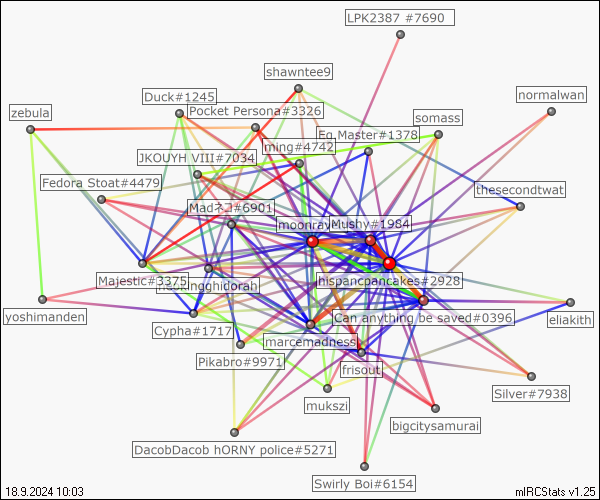 LPK2387 #7690
shawntee9
Duck#1245
normalwan
zebula
Pocket Persona#3326
somass
Eg Master#1378
ming#4742
JKOUYH VIII#7034
Fedora Stoat#4479
thesecondtwat
Madネコ#6901
moonray
Mushy#1984
Majestic#3375
hispancpancakes#2928
yoshimanden
Can anything be saved#0396
eliakith
Cypha#1717
marcemadness
Pikabro#9971
frisout
Silver#7938
mukszi
bigcitysamurai
DacobDacob hORNY police#5271
Swirly Boi#6154
18.9.2024 10:03
mIRCStats v1.25